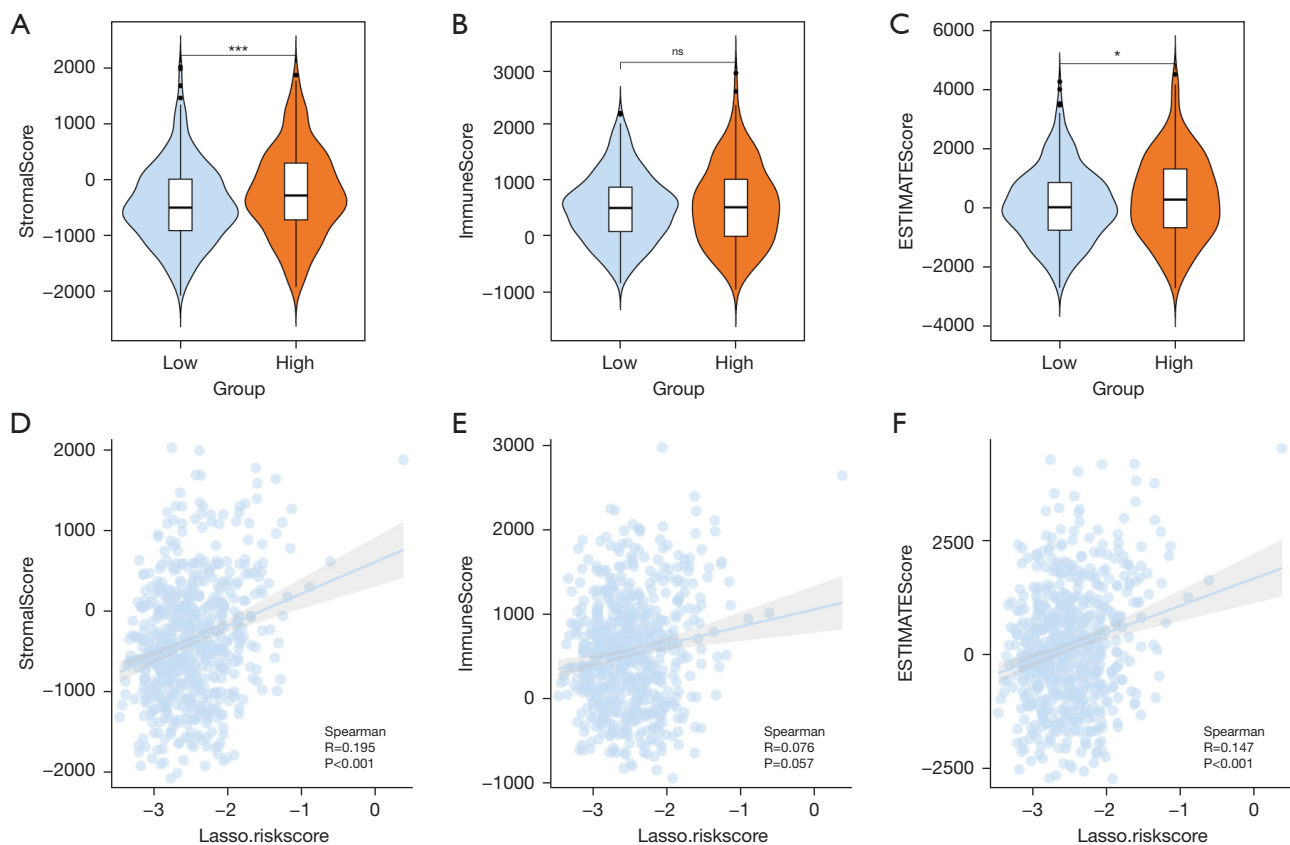 A
StromalScore
2000
1000
0
−1000
−2000
***
Low
High
Group
B
ImmuneScore
3000
2000
1000
0
−1000
ns
Low
High
Group
C
ESTIMATEScore
6000
4000
2000
0
−2000
−4000
*
Low
High
Group
D
StromalScore
2000
1000
0
−1000
−2000
Spearman
R=0.195
P<0.001
−3 −2 −1 0
Lasso.riskscore
E
ImmuneScore
3000
2000
1000
0
−1000
Spearman
R=0.076
P=0.057
−3 −2 −1 0
Lasso.riskscore
F
ESTIMATEScore
2500
0
−2500
Spearman
R=0.147
P<0.001
−3 −2 −1 0
Lasso.riskscore